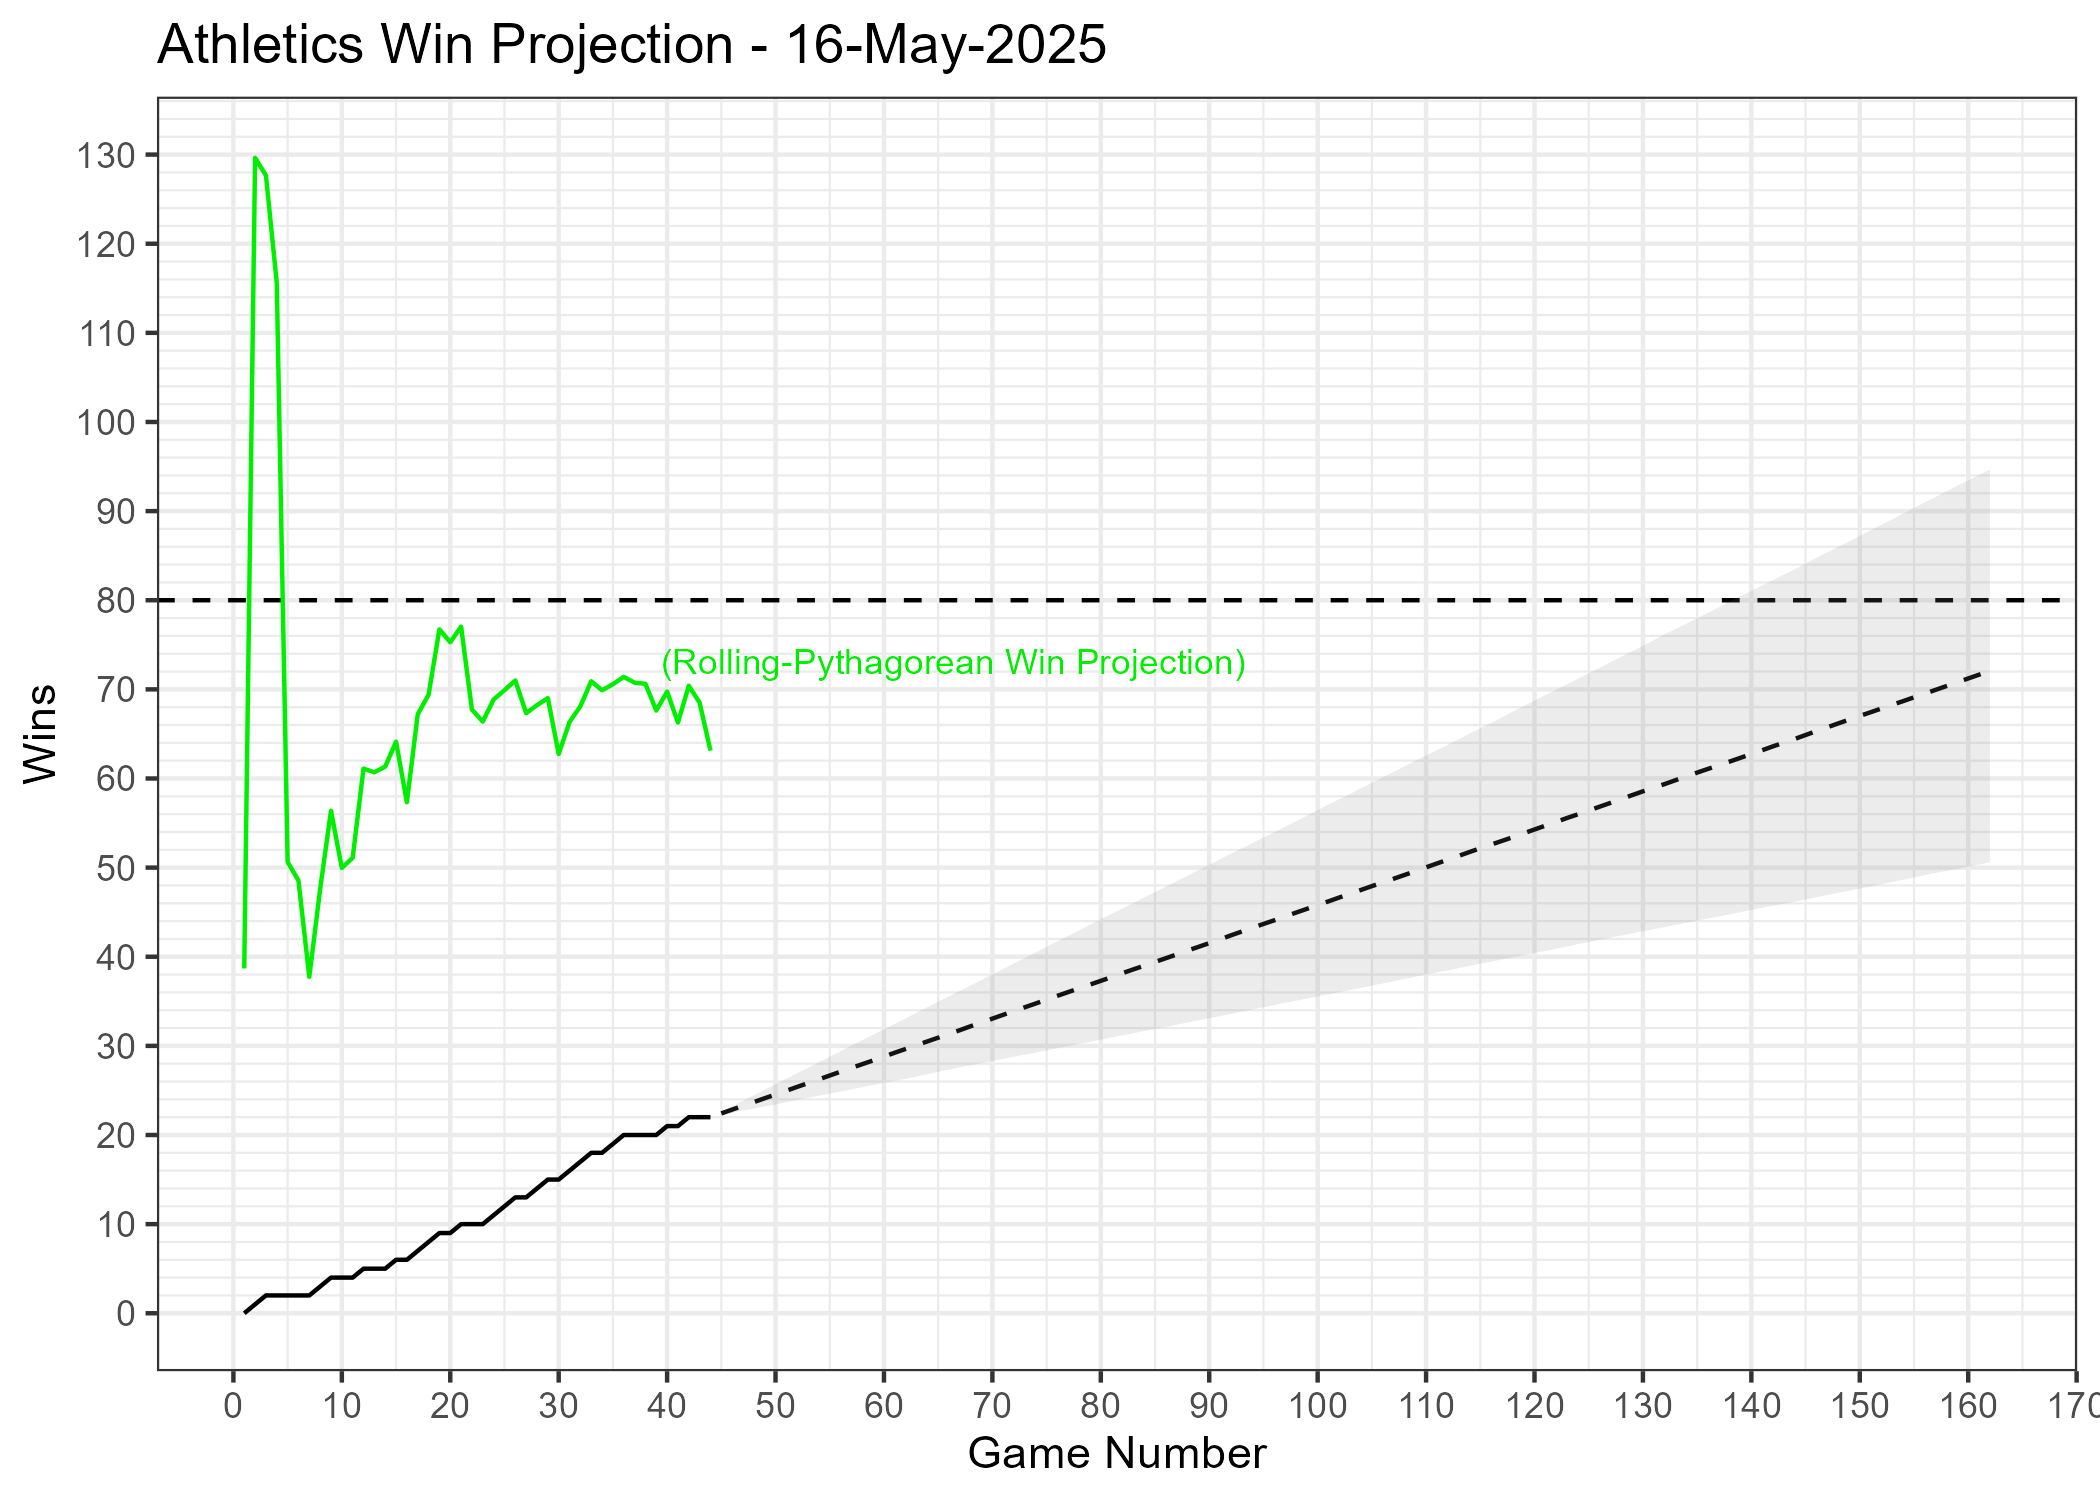 Athletics Win Projection - 16-May-2025
130
120
110
100
90
80
70
60
50
40
30
20
10
0
Wins
(Rolling-Pythagorean Win Projection)
0 10 20 30 40 50 60 70 80 90 100 110 120 130 140 150 160 170
Game Number